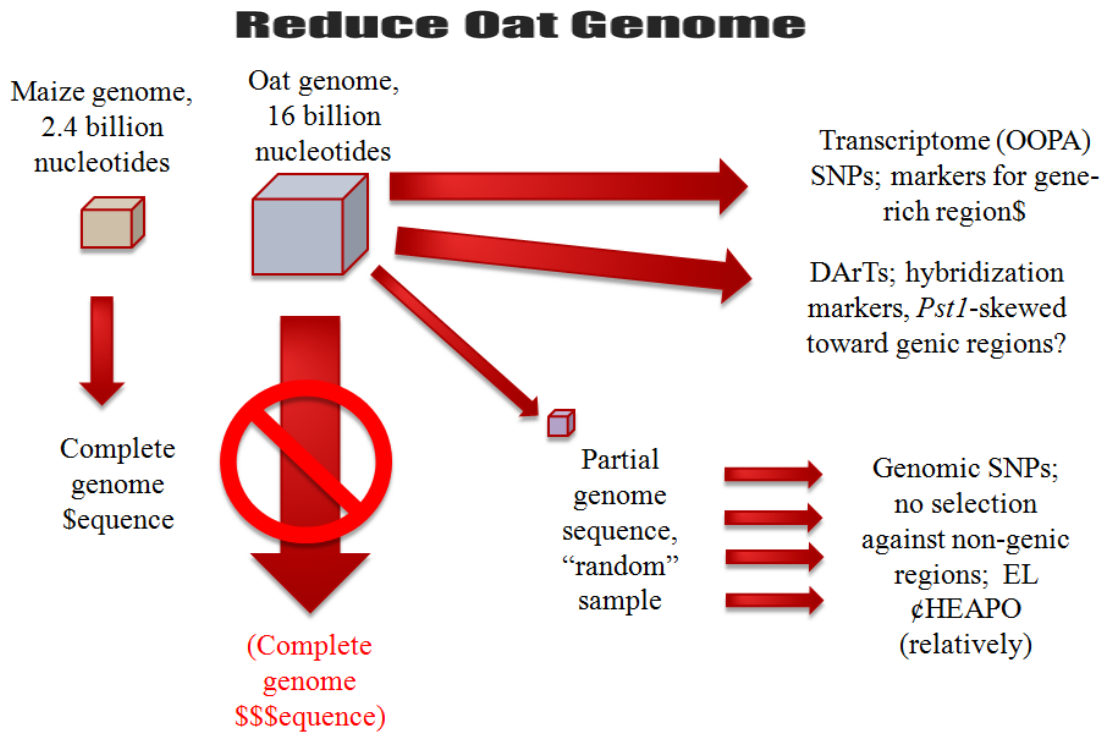 Reduce Oat Genome
Maize genome,
2.4 billion
nucleotides
Oat genome,
16 billion
nucleotides
Transcriptome (OOPA)
SNPs; markers for gene-
rich region$
DArTs; hybridization
markers, Pst1-skewed
toward genic regions?
Complete
genome
$equence
(Complete
genome
$$$equence)
Partial
genome
sequence,
“random”
sample
Genomic SNPs;
no selection
against non-genic
regions; EL
¢HEAPO
(relatively)